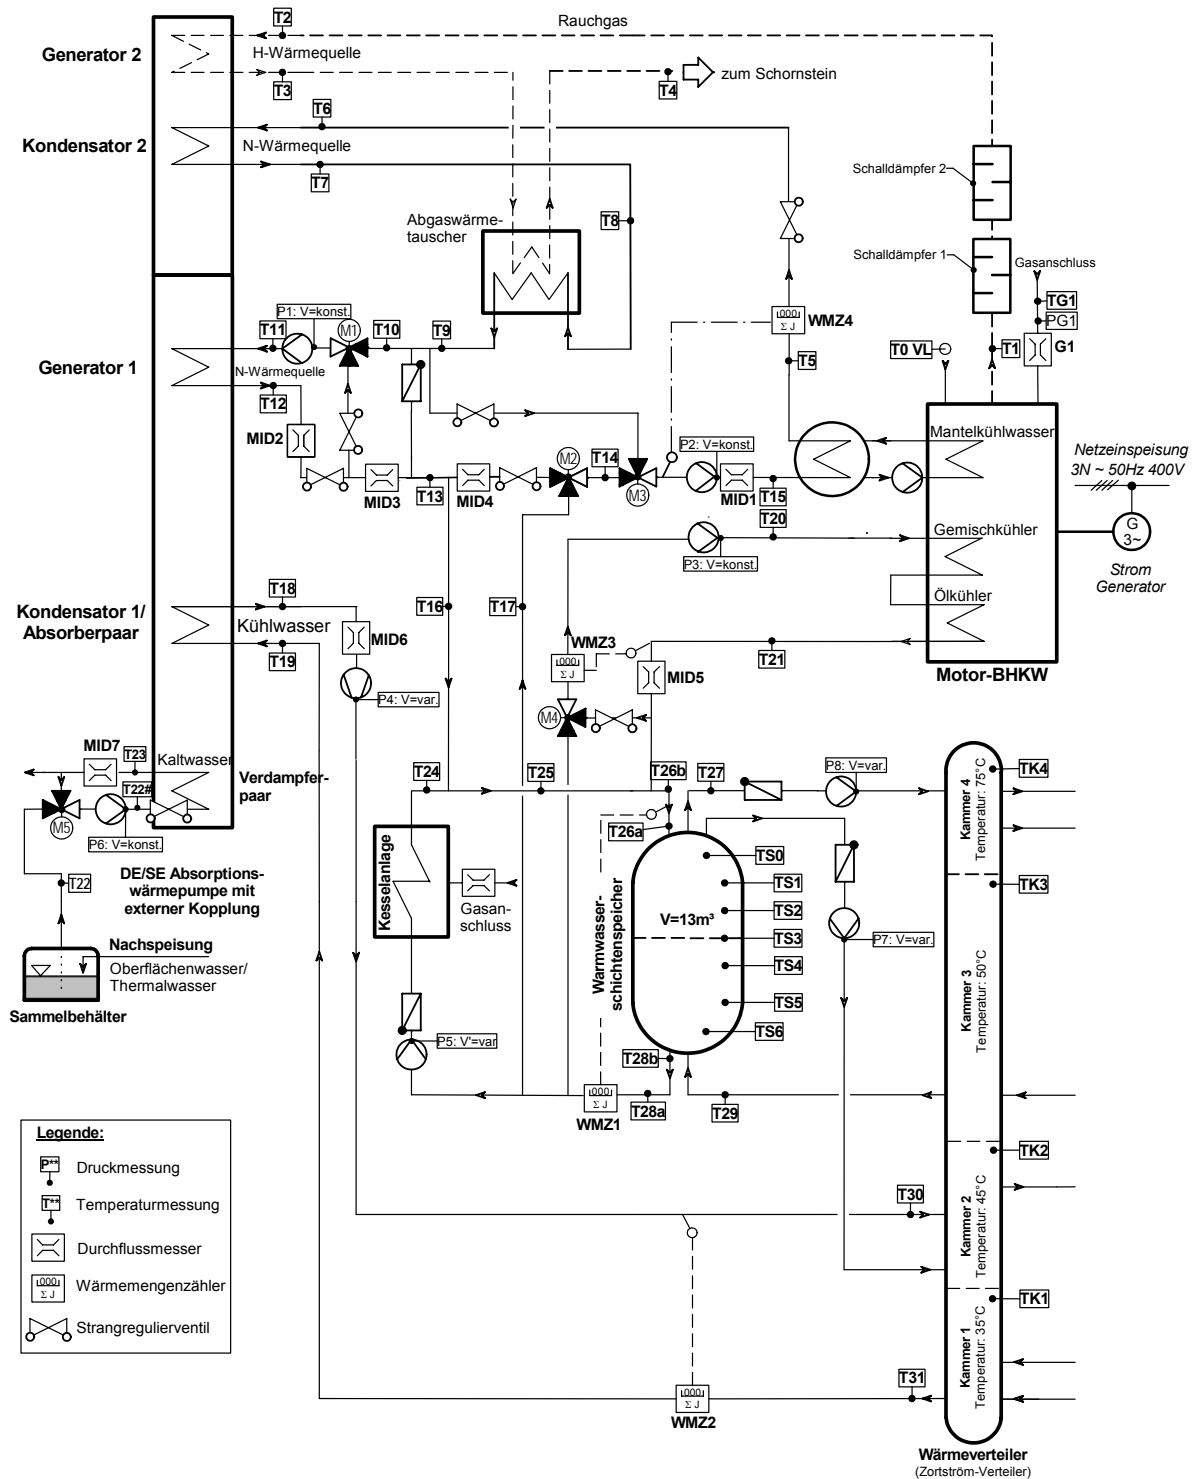 T2
Rauchgas
Generator 2
H-Wärmequelle
T3
T4
zum Schornstein
T6
Kondensator 2
N-Wärmequelle
T7
T8
Schalldämpfer 2
Abgaswärme-
tauscher
Schalldämpfer 1
Gasanschluss
TG1
PG1
G1
P1: V=konst.
M1
T11
T10
T9
000
Σ J
WMZ4
T5
T0 VL
T1
Generator 1
N-Wärmequelle
T12
MID2
MID3
T13
MID4
M2
T14
M3
P2: V=konst.
MID1
T15
Mantelkühlwasser
Netzeinspeisung
3N ~ 50Hz 400V
T20
P3: V=konst.
Gemischkühler
G
3~
Strom
Generator
Ölkühler
Kondensator 1/
Absorberpaar
T18
Kühlwasser
T19
MID6
P4: V=var.
T16
T17
WMZ3
000
Σ J
MID5
T21
Motor-BHKW
M4
MID7
T23
Kaltwasser
Verdampfer-
paar
T22#
M5
P6: V=konst.
T22
DE/SE Absorptions-
wärmepumpe mit
externer Kopplung
Nachspeisung
Oberflächenwasser/
Thermalwasser
Sammelbehälter
T24
T25
T26b
T27
P8: V=var.
T26a
Kesselanlage
Gasan-
schluss
Warmwasser-
schichtenspeicher
V=13m³
TS0
TS1
TS2
TS3
TS4
TS5
TS6
P7: V=var.
P5: V'=var
T28b
000
Σ J
WMZ1
T28a
T29
Kammer 4
Temperatur: 75°C
TK4
TK3
Kammer 3
Temperatur: 50°C
TK2
Kammer 2
Temperatur: 45°C
T30
TK1
Kammer 1
Temperatur: 35°C
T31
000
Σ J
WMZ2
Wärmeverteiler
(Zortström-Verteiler)
Legende:
P**
Druckmessung
T**
Temperaturmessung
Durchflussmesser
000
Σ J
Wärmemengenzähler
Strangregulierventil